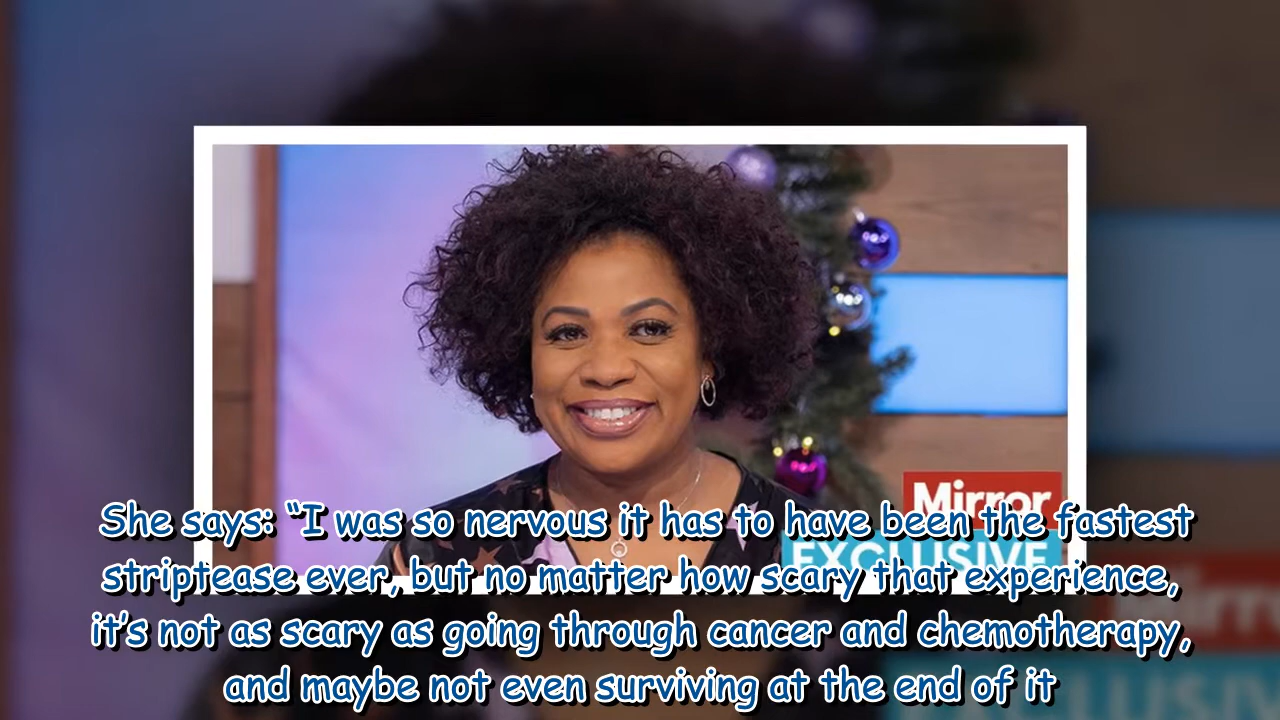 Mirror
EXCLUSIVE
She says: “I was so nervous it has to have been the fastest
striptease ever, but no matter how scary that experience,
it’s not as scary as going through cancer and chemotherapy,
and maybe not even surviving at the end of it